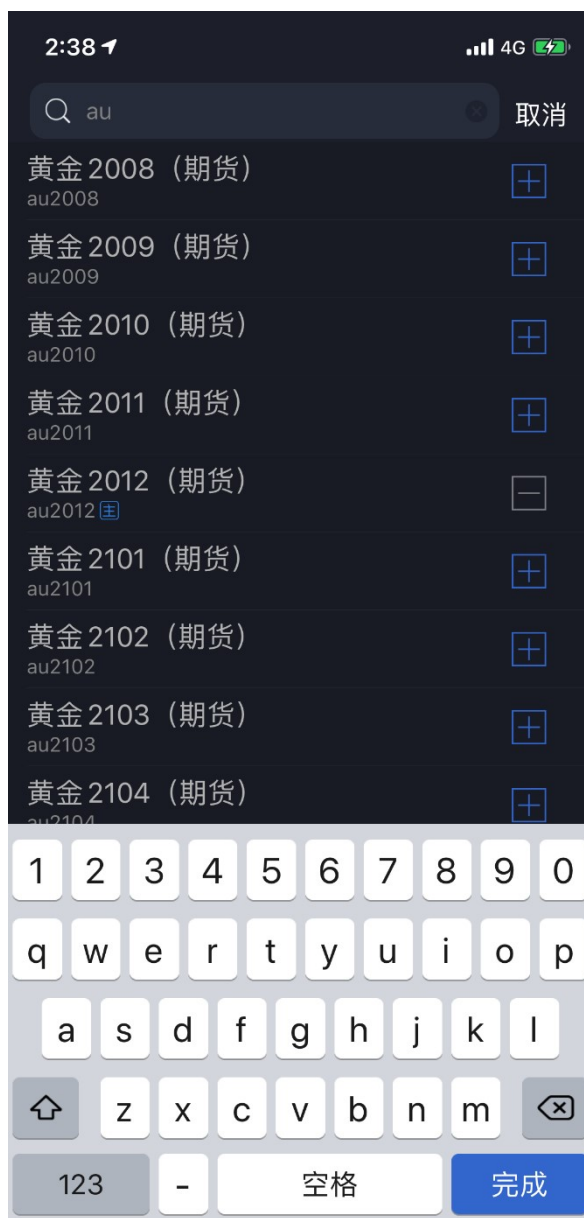 2:38
4G
au
取消
黄金2008（期货）
au2008
黄金2009（期货）
au2009
黄金2010（期货）
au2010
黄金2011（期货）
au2011
黄金2012（期货）
au2012 主
黄金2101（期货）
au2101
黄金2102（期货）
au2102
黄金2103（期货）
au2103
黄金2104（期货）
au2104
1 2 3 4 5 6 7 8 9 0
q w e r t y u i o p
a s d f g h j k l
z x c v b n m
123 - 空格 完成